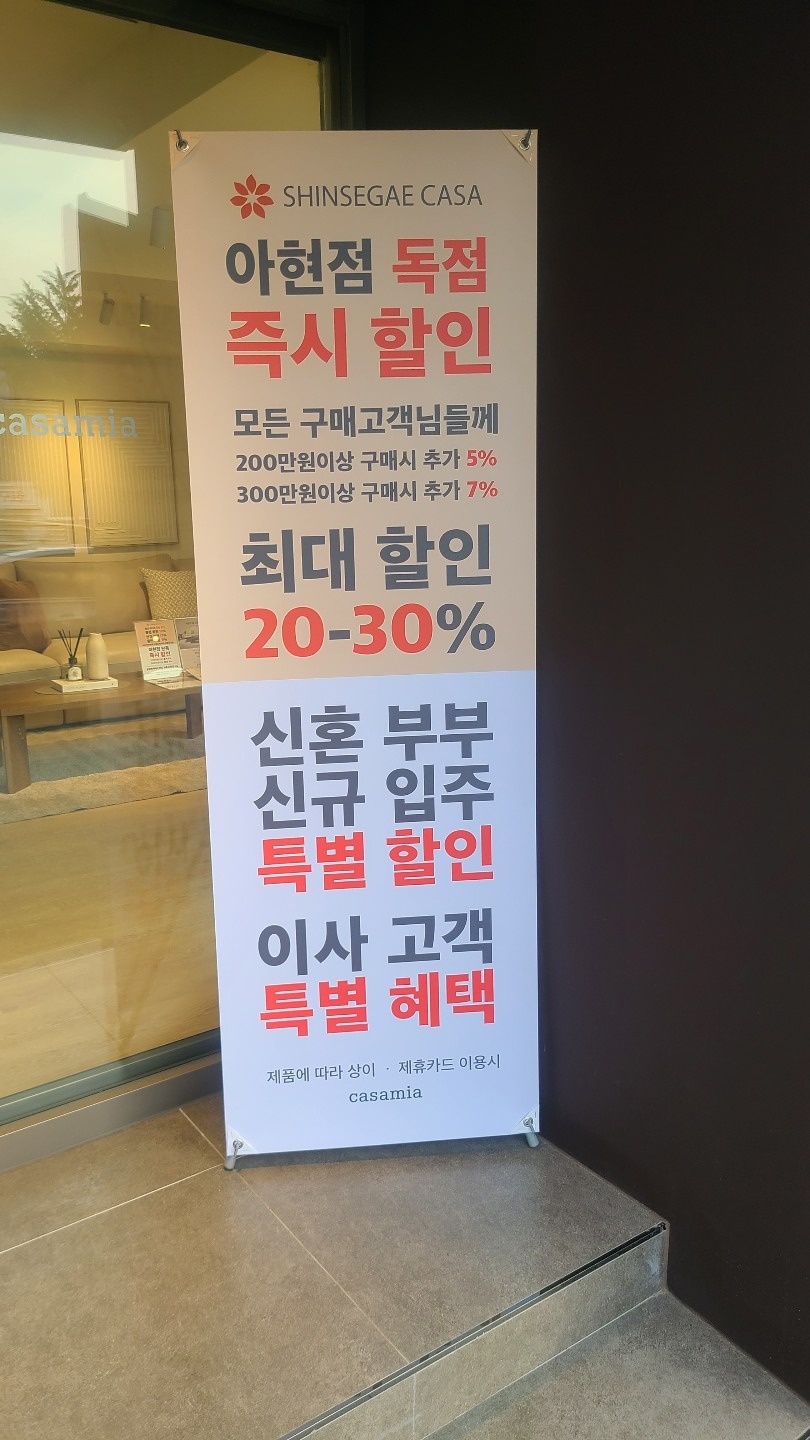 SHINSEGAE CASA
아현점 독점
즉시 할인
모든 구매고객님들께
200만원이상 구매시 추가 5%
300만원이상 구매시 추가 7%
최대 할인
20-30%
신혼 부부
신규 입주
특별 할인
이사 고객
특별 혜택
제품에 따라 상이 · 제휴카드 이용시
casamia
casamia